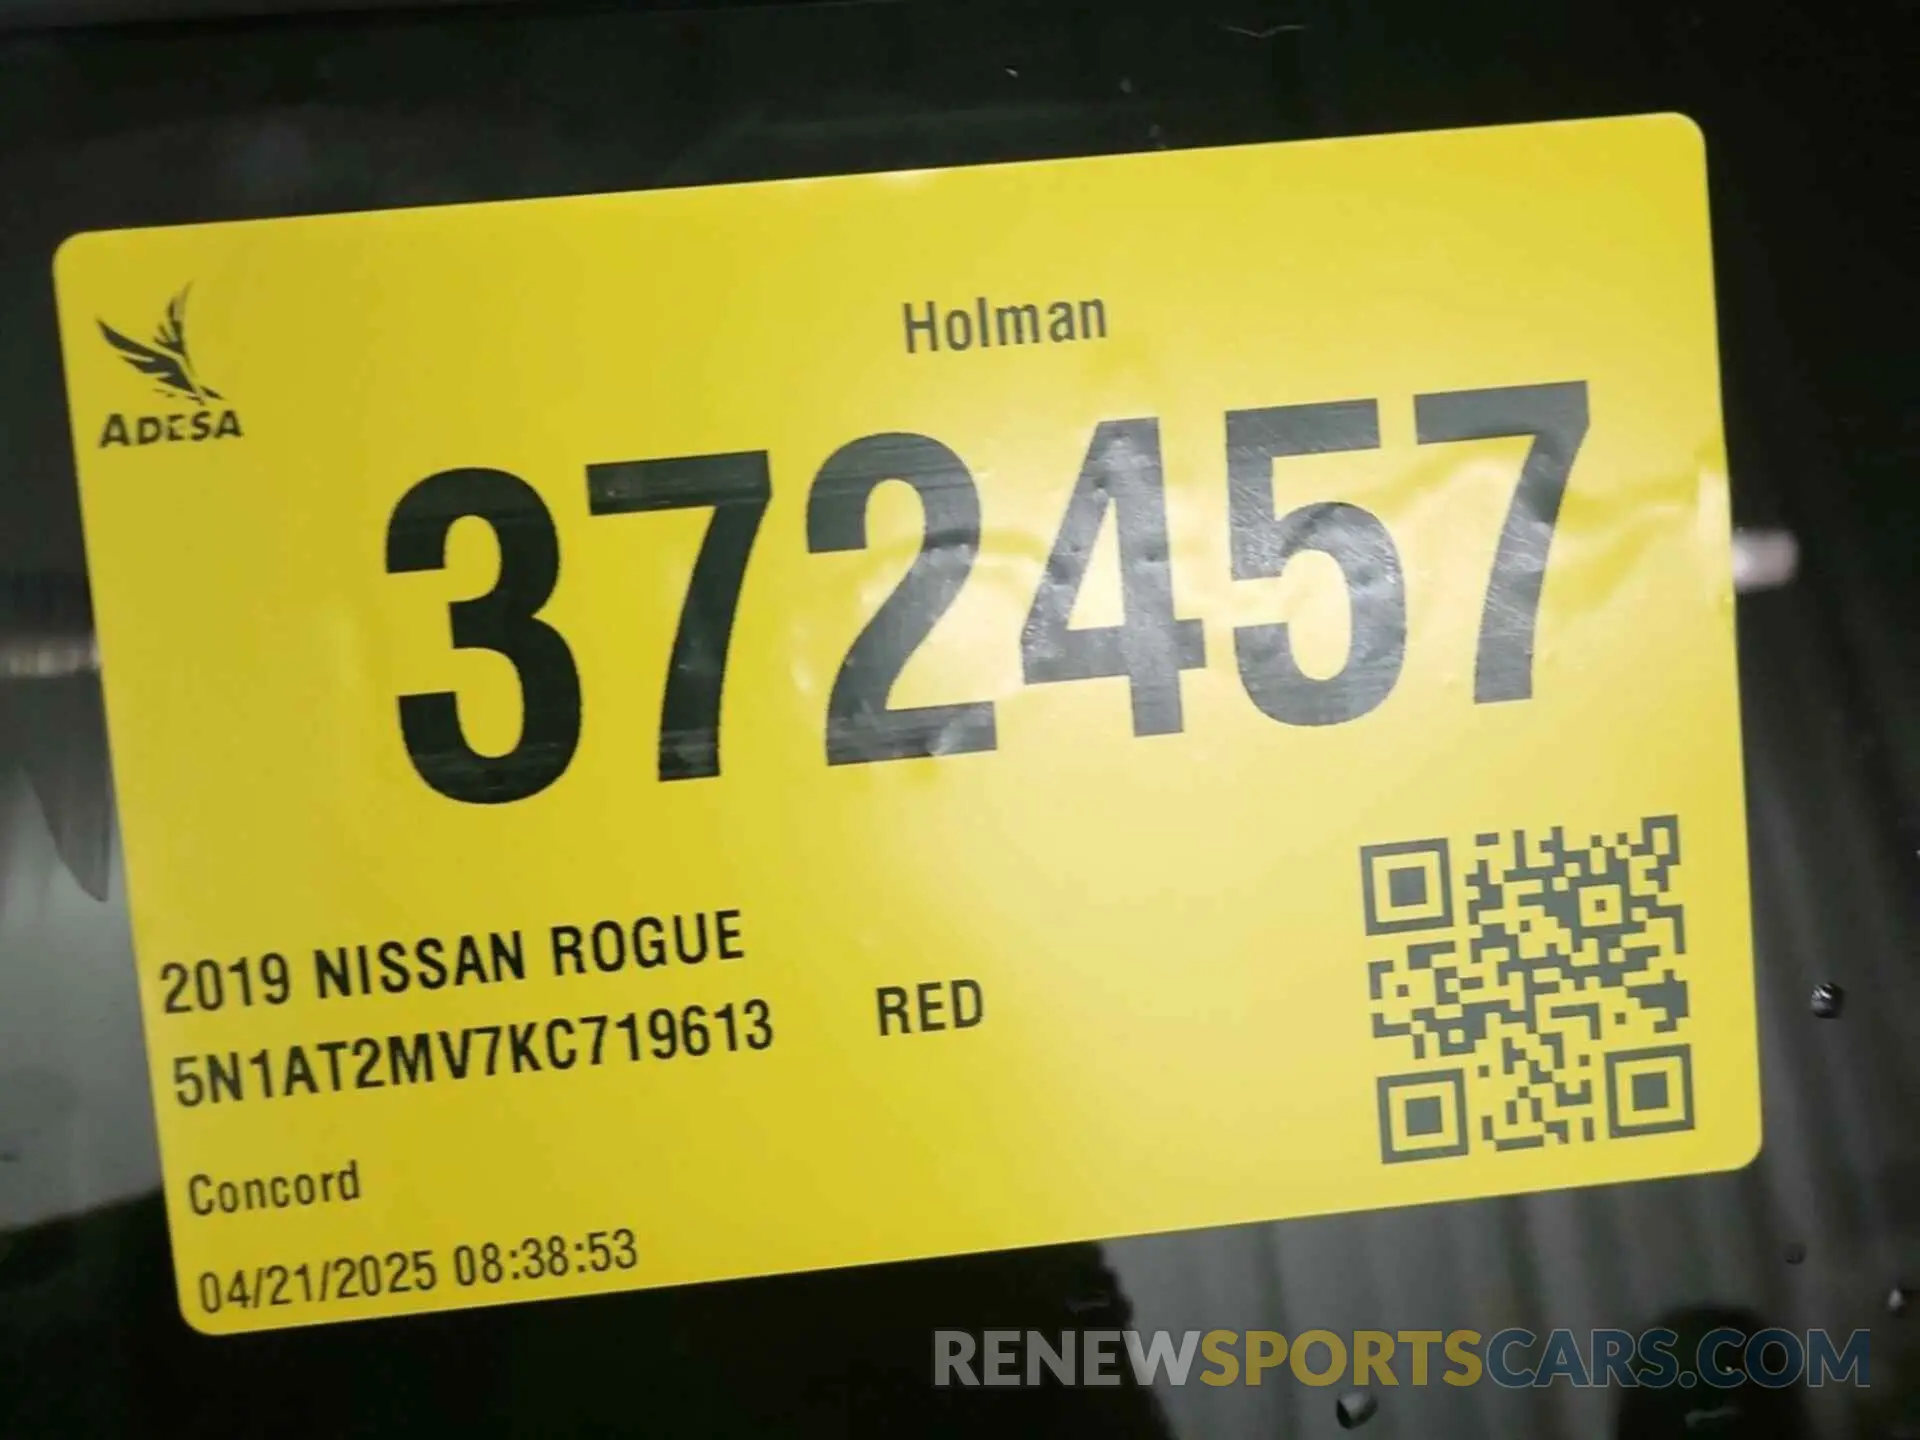 Holman
ADESA
372457
2019 NISSAN ROGUE
5N1AT2MV7KC719613 RED
Concord
04/21/2025 08:38:53
RENEWSPORTSCARS.COM